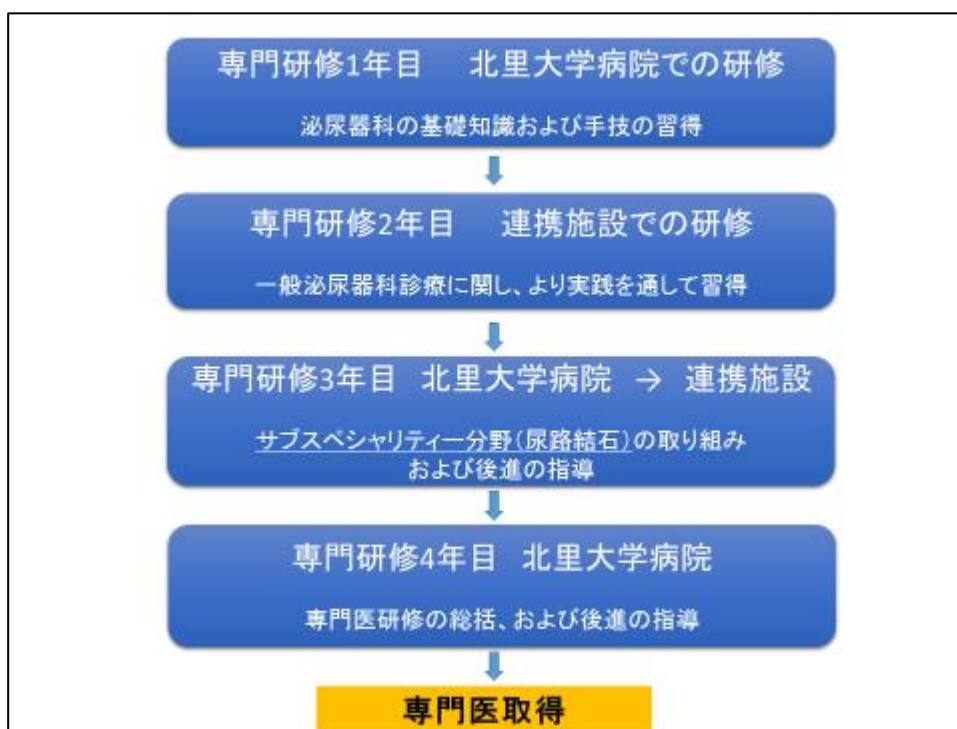 専門研修1年目　北里大学病院での研修
泌尿器科の基礎知識および手技の習得
専門研修2年目　連携施設での研修
一般泌尿器科診療に関し、より実践を通して習得
専門研修3年目　北里大学病院　→　連携施設
サブスペシャリティー分野(尿路結石)の取り組み
および後進の指導
専門研修4年目　北里大学病院
専門医研修の総括、および後進の指導
専門医取得